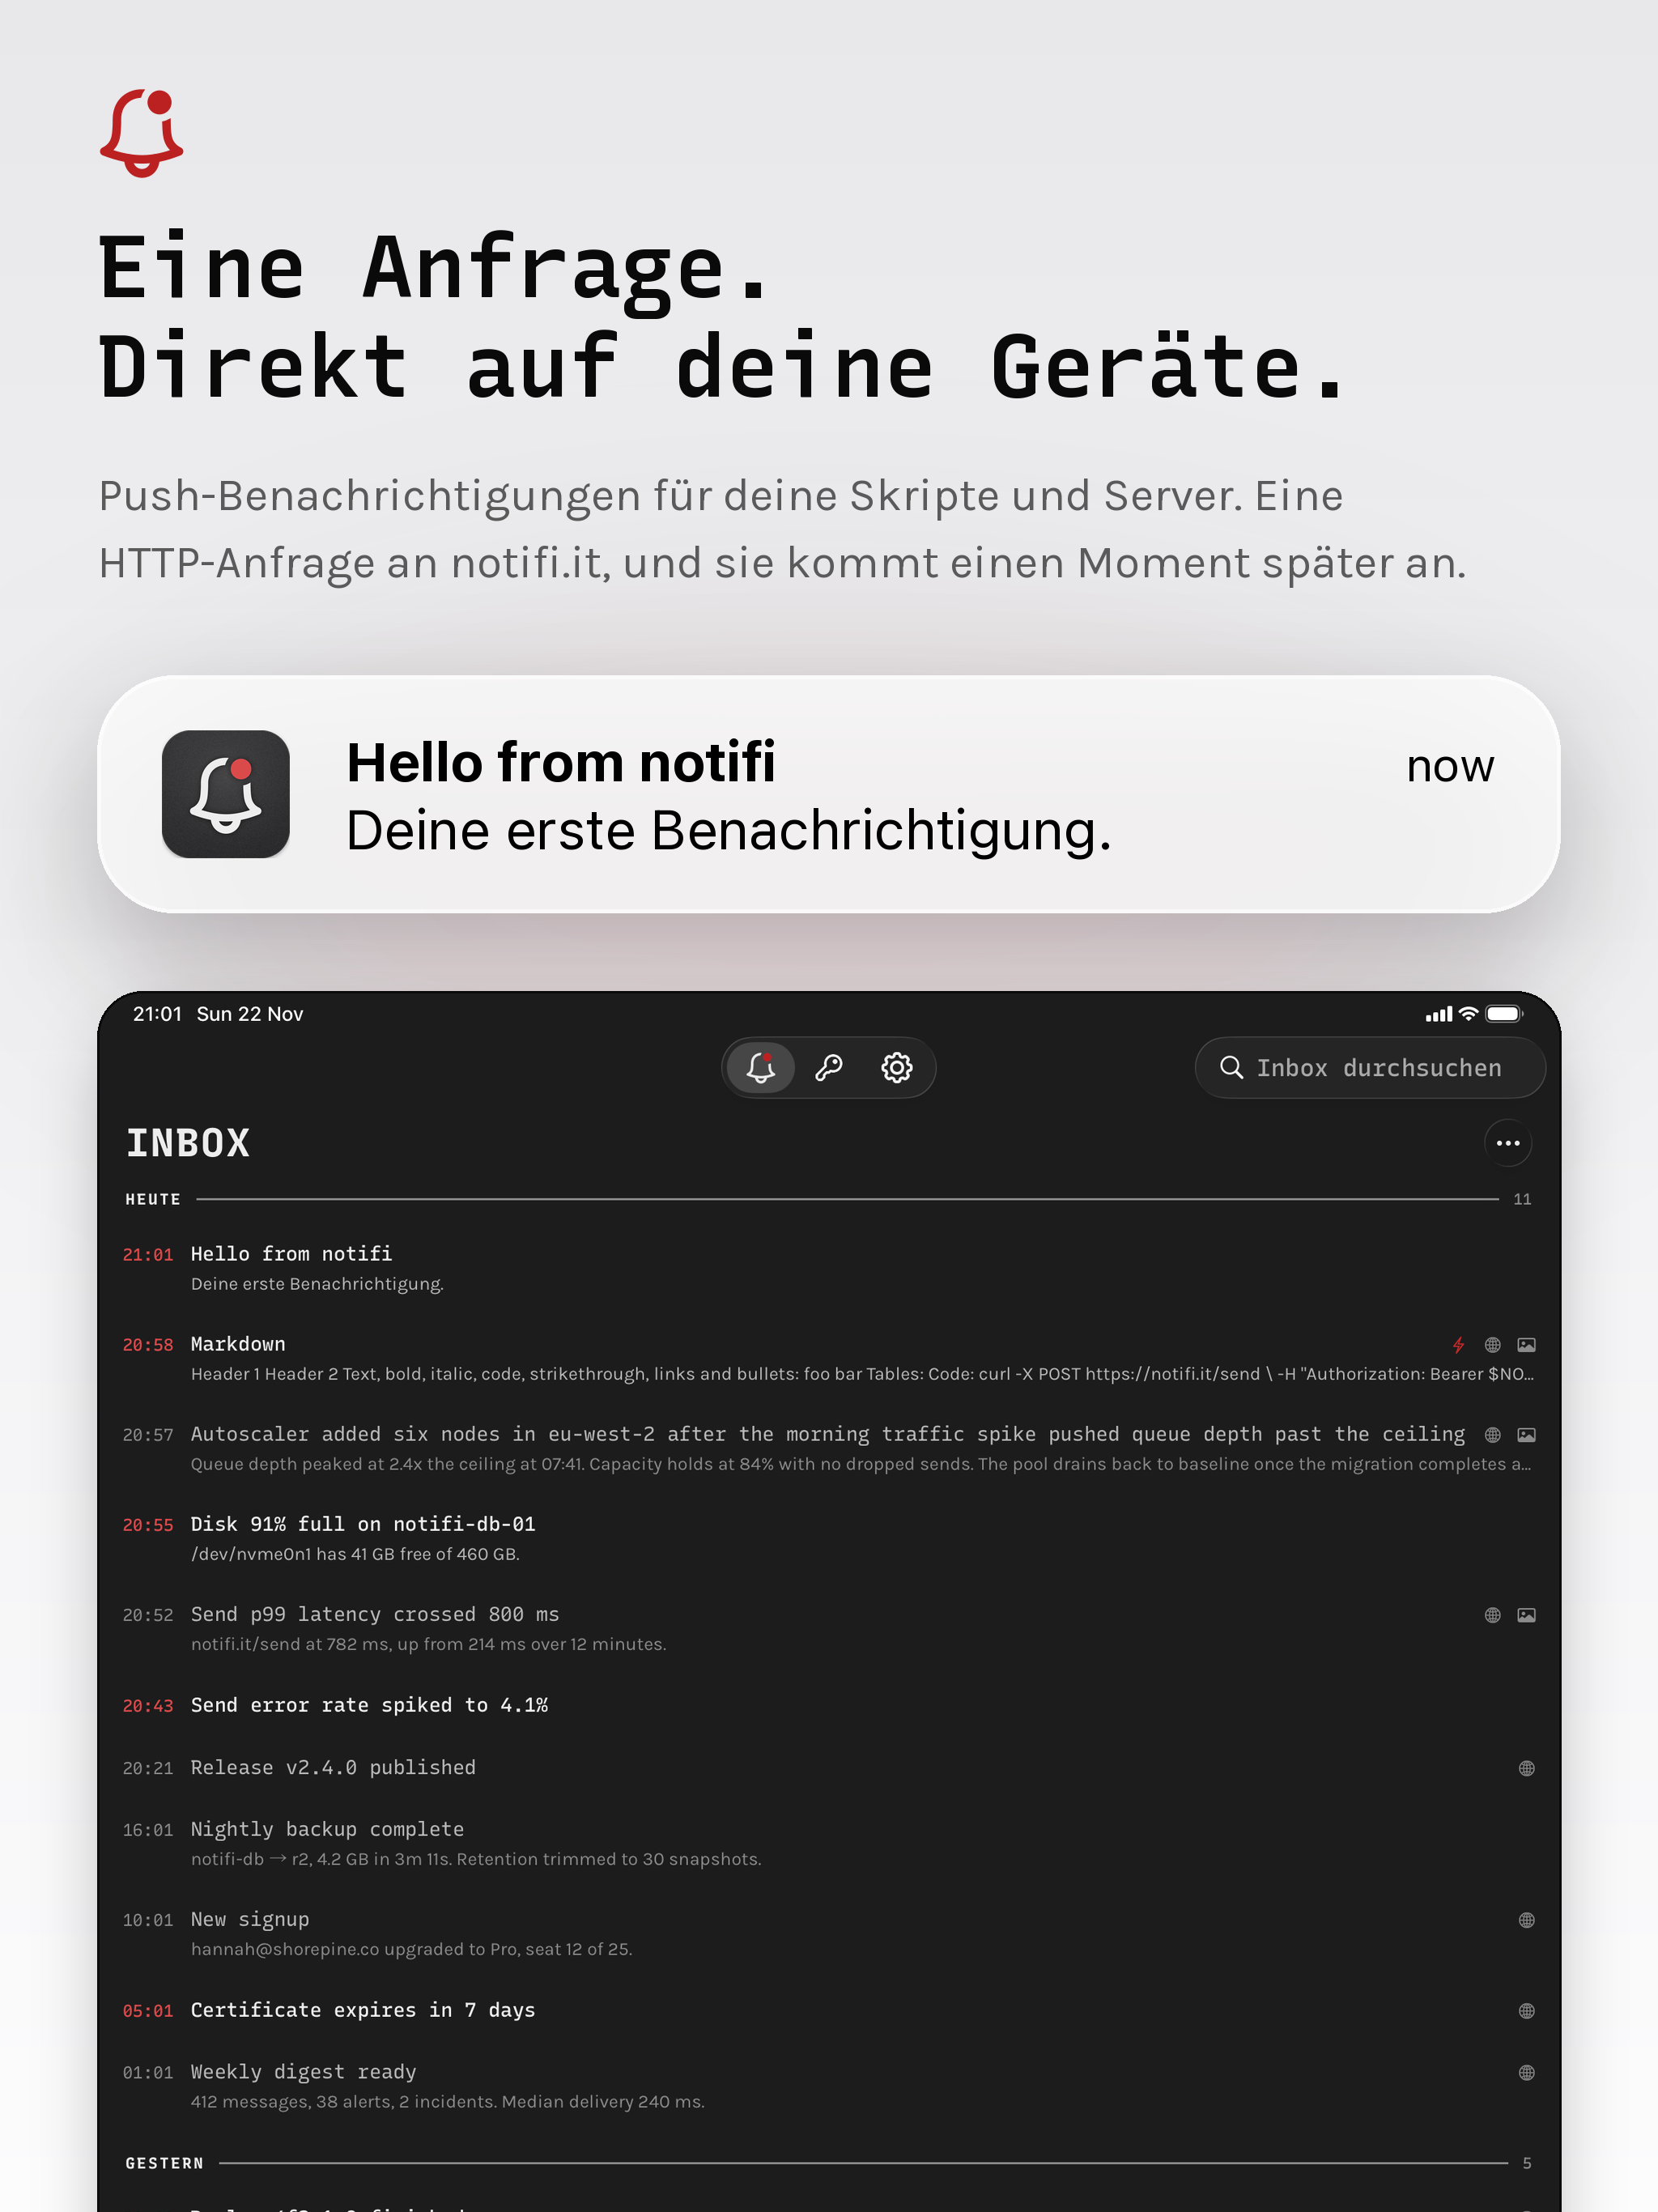 Eine Anfrage.
Direkt auf deine Geräte.
Push-Benachrichtigungen für deine Skripte und Server. Eine
HTTP-Anfrage an notifi.it, und sie kommt einen Moment später an.
Hello from notifi
now
Deine erste Benachrichtigung.
21:01 Sun 22 Nov
Inbox durchsuchen
INBOX
HEUTE 11
21:01 Hello from notifi
Deine erste Benachrichtigung.
20:58 Markdown
Header 1 Header 2 Text, bold, italic, code, strikethrough, links and bullets: foo bar Tables: Code: curl -X POST https://notifi.it/send \ -H "Authorization: Bearer $NO...
20:57 Autoscaler added six nodes in eu-west-2 after the morning traffic spike pushed queue depth past the ceiling
Queue depth peaked at 2.4x the ceiling at 07:41. Capacity holds at 84% with no dropped sends. The pool drains back to baseline once the migration completes a...
20:55 Disk 91% full on notifi-db-01
/dev/nvme0n1 has 41 GB free of 460 GB.
20:52 Send p99 latency crossed 800 ms
notifi.it/send at 782 ms, up from 214 ms over 12 minutes.
20:43 Send error rate spiked to 4.1%
20:21 Release v2.4.0 published
16:01 Nightly backup complete
notifi-db → r2, 4.2 GB in 3m 11s. Retention trimmed to 30 snapshots.
10:01 New signup
hannah@shorepine.co upgraded to Pro, seat 12 of 25.
05:01 Certificate expires in 7 days
01:01 Weekly digest ready
412 messages, 38 alerts, 2 incidents. Median delivery 240 ms.
GESTERN 5